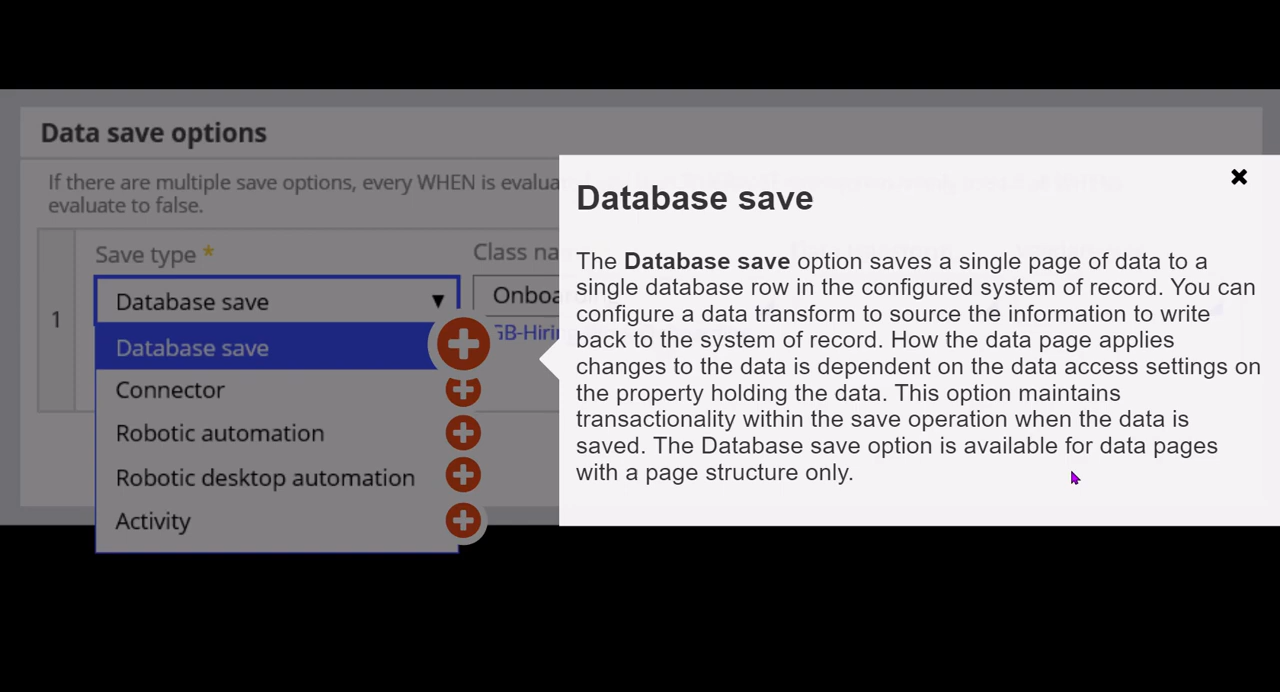 Data save options
If there are multiple save options, every WHEN is evalua
evaluate to false.
Save type *
Class na
1
Database save
Onboarding
GB-Hirin
Database save
Connector
Robotic automation
Robotic desktop automation
Activity
Database save
The Database save option saves a single page of data to a
single database row in the configured system of record. You can
configure a data transform to source the information to write
back to the system of record. How the data page applies
changes to the data is dependent on the data access settings on
the property holding the data. This option maintains
transactionality within the save operation when the data is
saved. The Database save option is available for data pages
with a page structure only.